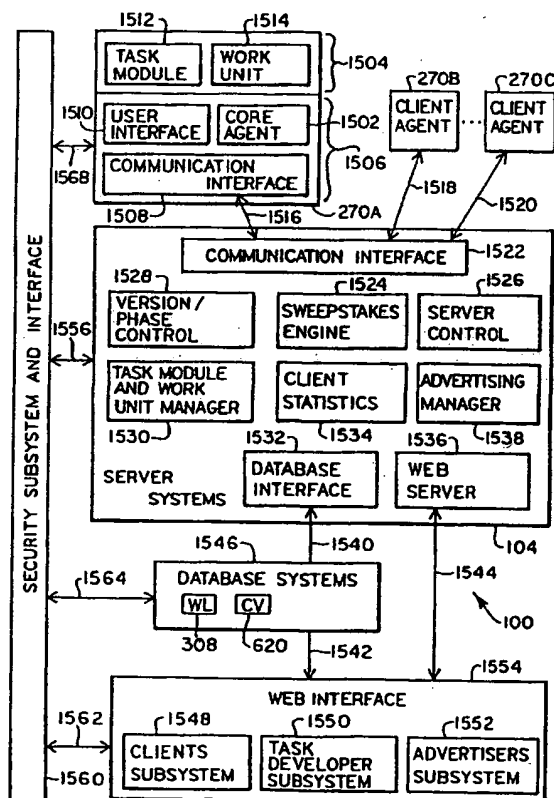 1512
1514
TASK
MODULE
WORK
UNIT
1504
270B
270C
CLIENT
AGENT
...
CLIENT
AGENT
1510
USER
INTERFACE
CORE
AGENT
1502
1506
1568
COMMUNICATION
INTERFACE
1508
1516
270A
1518
1520
COMMUNICATION INTERFACE
1522
1528
1524
1526
VERSION /
PHASE
CONTROL
SWEEPSTAKES
ENGINE
SERVER
CONTROL
1556
TASK MODULE
AND WORK
UNIT MANAGER
CLIENT
STATISTICS
ADVERTISING
MANAGER
1530
1532
1534
1536
1538
SERVER
SYSTEMS
DATABASE
INTERFACE
WEB
SERVER
1546
1540
104
1564
DATABASE SYSTEMS
WL
CV
1544
308
620
1542
100
1554
WEB INTERFACE
1562
1548
1550
1552
CLIENTS
SUBSYSTEM
TASK
DEVELOPER
SUBSYSTEM
ADVERTISERS
SUBSYSTEM
1560
SECURITY SUBSYSTEM AND INTERFACE